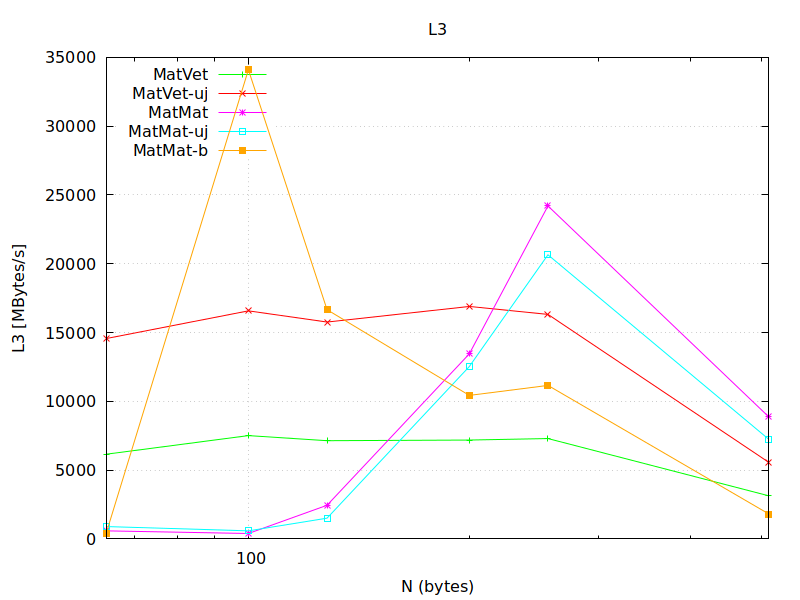 L3
35000
30000
25000
20000
15000
10000
5000
0
L3 [MBytes/s]
MatVet
MatVet-uj
MatMat
MatMat-uj
MatMat-b
100
N (bytes)